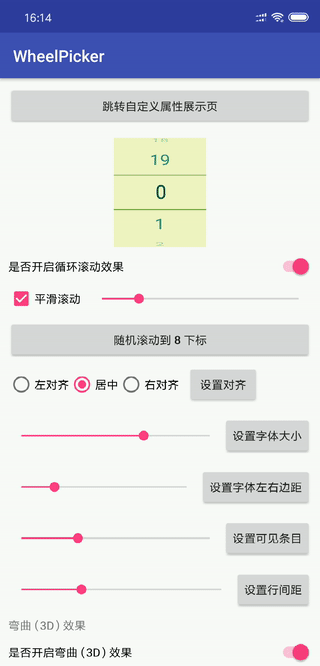 16:14
WheelPicker
跳转自定义属性展示页
19
0
1
是否开启循环滚动效果
平滑滚动
随机滚动到 8 下标
左对齐 居中 右对齐 设置对齐
设置字体大小
设置字体左右边距
设置可见条目
设置行间距
弯曲(3D)效果
是否开启弯曲(3D)效果